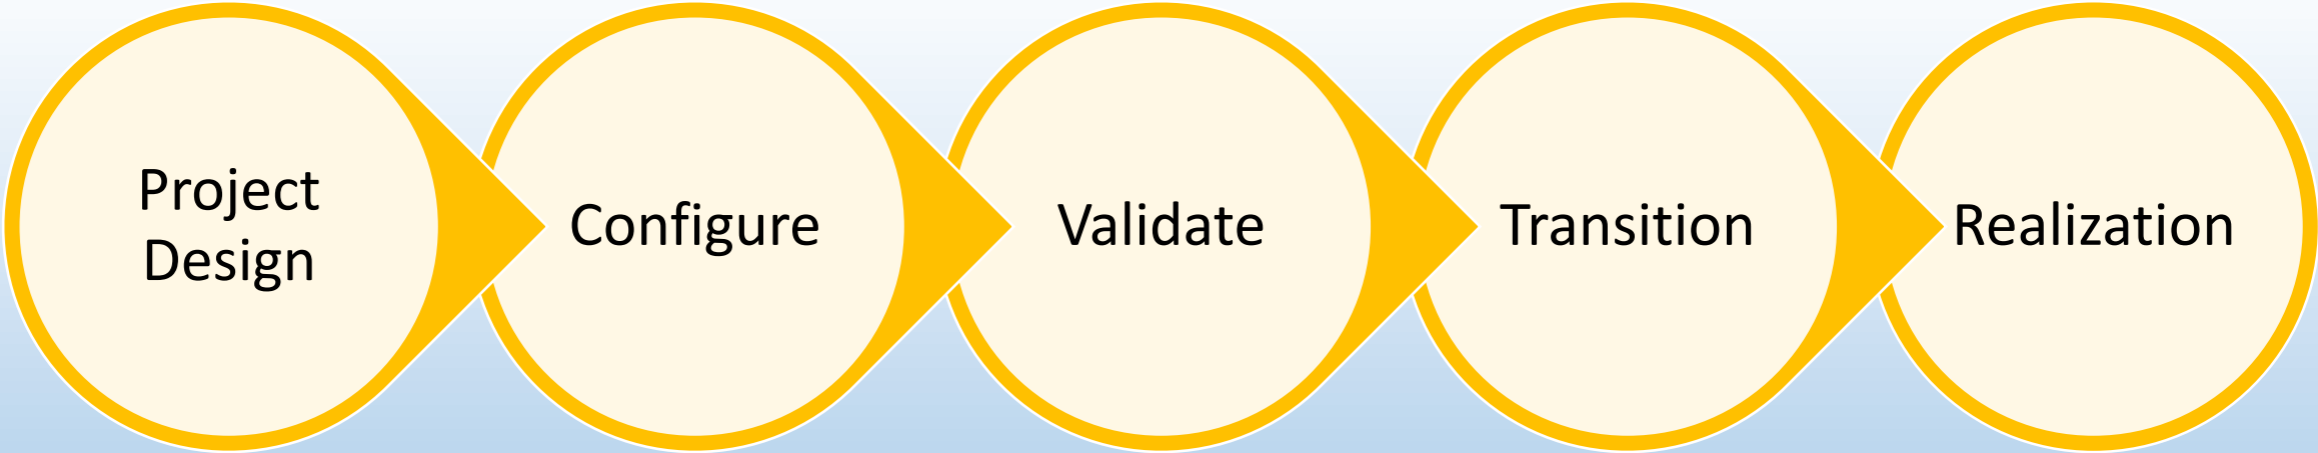 Project
Design
Configure
Validate
Transition
Realization